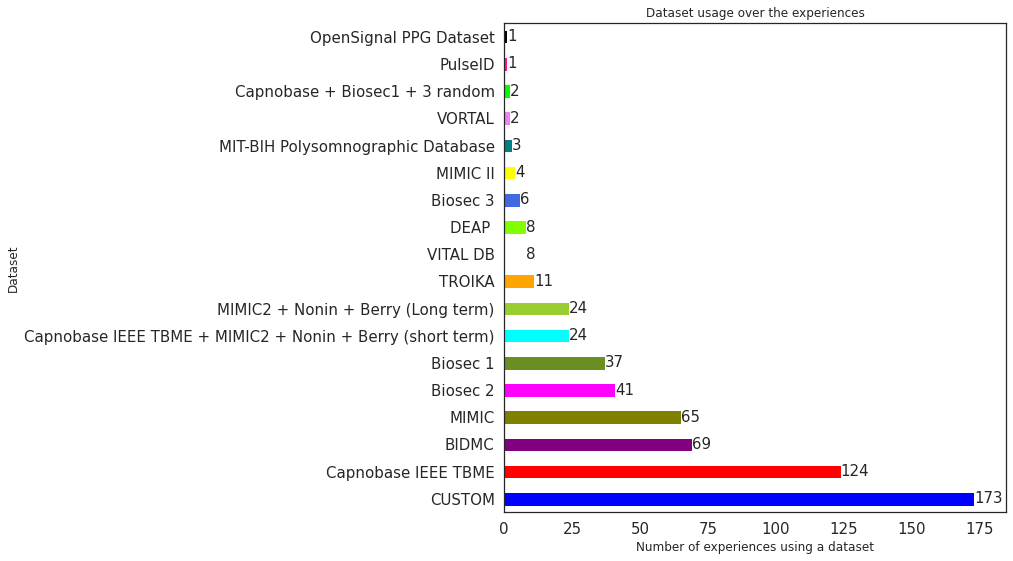 Dataset usage over the experiences
OpenSignal PPG Dataset 1
PulseID 1
Capnobase + Biosec1 + 3 random 2
VORTAL 2
MIT-BIH Polysomnographic Database 3
MIMIC II 4
Biosec 3 6
DEAP 8
VITAL DB 8
TROIKA 11
MIMIC2 + Nonin + Berry (Long term) 24
Capnobase IEEE TBME + MIMIC2 + Nonin + Berry (short term) 24
Biosec 1 37
Biosec 2 41
MIMIC 65
BIDMC 69
Capnobase IEEE TBME 124
CUSTOM 173
0 25 50 75 100 125 150 175
Number of experiences using a dataset
Dataset